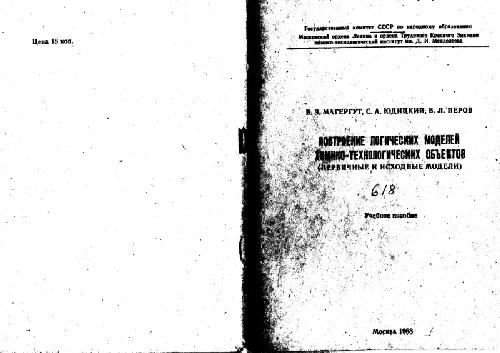 Цена 18 коп.
Государственный комитет СССР по народному образованию
Московский ордена Ленина и ордена Трудового Красного Знамени
химико-технологический институт им. Д. И. Менделеева
В. З. МАГЕРГУТ, С. А. ЮДИЦКИЙ, В. Л. ПЕРОВ
ПОСТРОЕНИЕ ЛОГИЧЕСКИХ МОДЕЛЕЙ
ХИМИКО-ТЕХНОЛОГИЧЕСКИХ ОБЪЕКТОВ
(ПЕРВИЧНЫЕ И ИСХОДНЫЕ МОДЕЛИ)
618
Учебное пособие
Москва